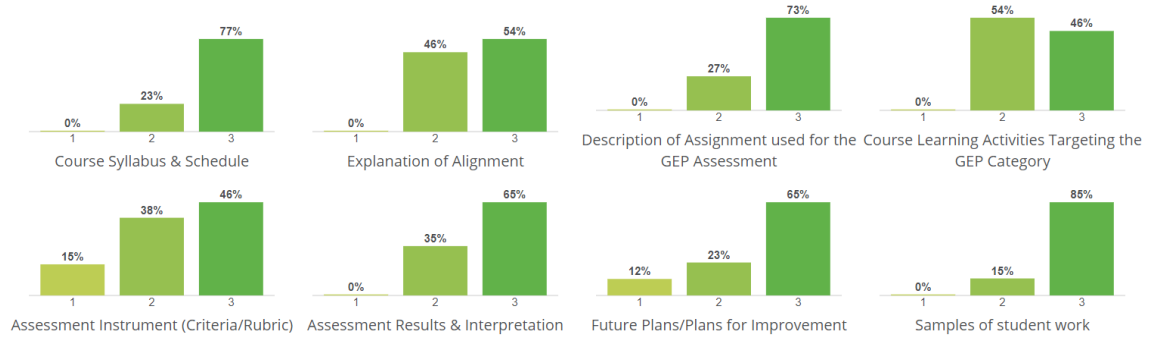 77%
23%
0%
1 2 3
Course Syllabus & Schedule
54%
46%
0%
1 2 3
Explanation of Alignment
73%
27%
0%
1 2 3
Description of Assignment used for the
GEP Assessment
54%
46%
0%
1 2 3
Course Learning Activities Targeting the
GEP Category
46%
38%
15%
1 2 3
Assessment Instrument (Criteria/Rubric)
65%
35%
0%
1 2 3
Assessment Results & Interpretation
65%
23%
12%
1 2 3
Future Plans/Plans for Improvement
85%
15%
0%
1 2 3
Samples of student work